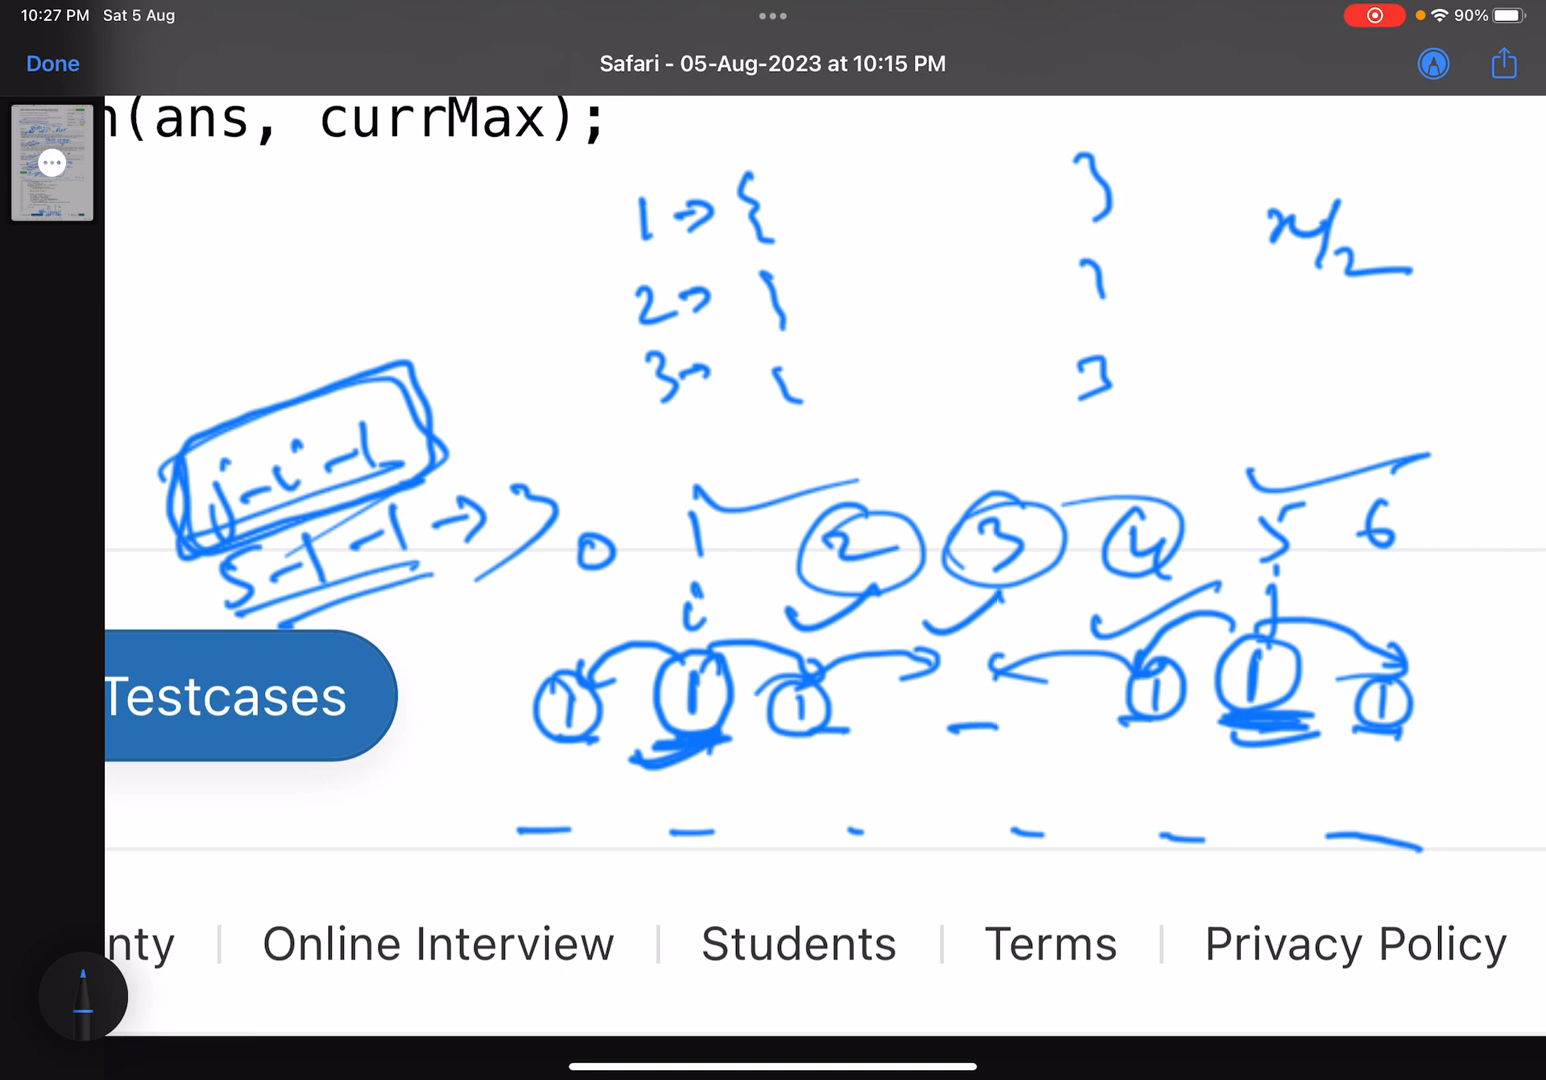 10:27 PM Sat 5 Aug
90%
Done
Safari - 05-Aug-2023 at 10:15 PM
n(ans, currMax);
1 → { }
x/2
2 → }
3 → {
j-i-1
5-1-1 → 3
0 1 2 3 4 5 6
i j
1 1 1 _ 1 1 1
Testcases
nty | Online Interview | Students | Terms | Privacy Policy